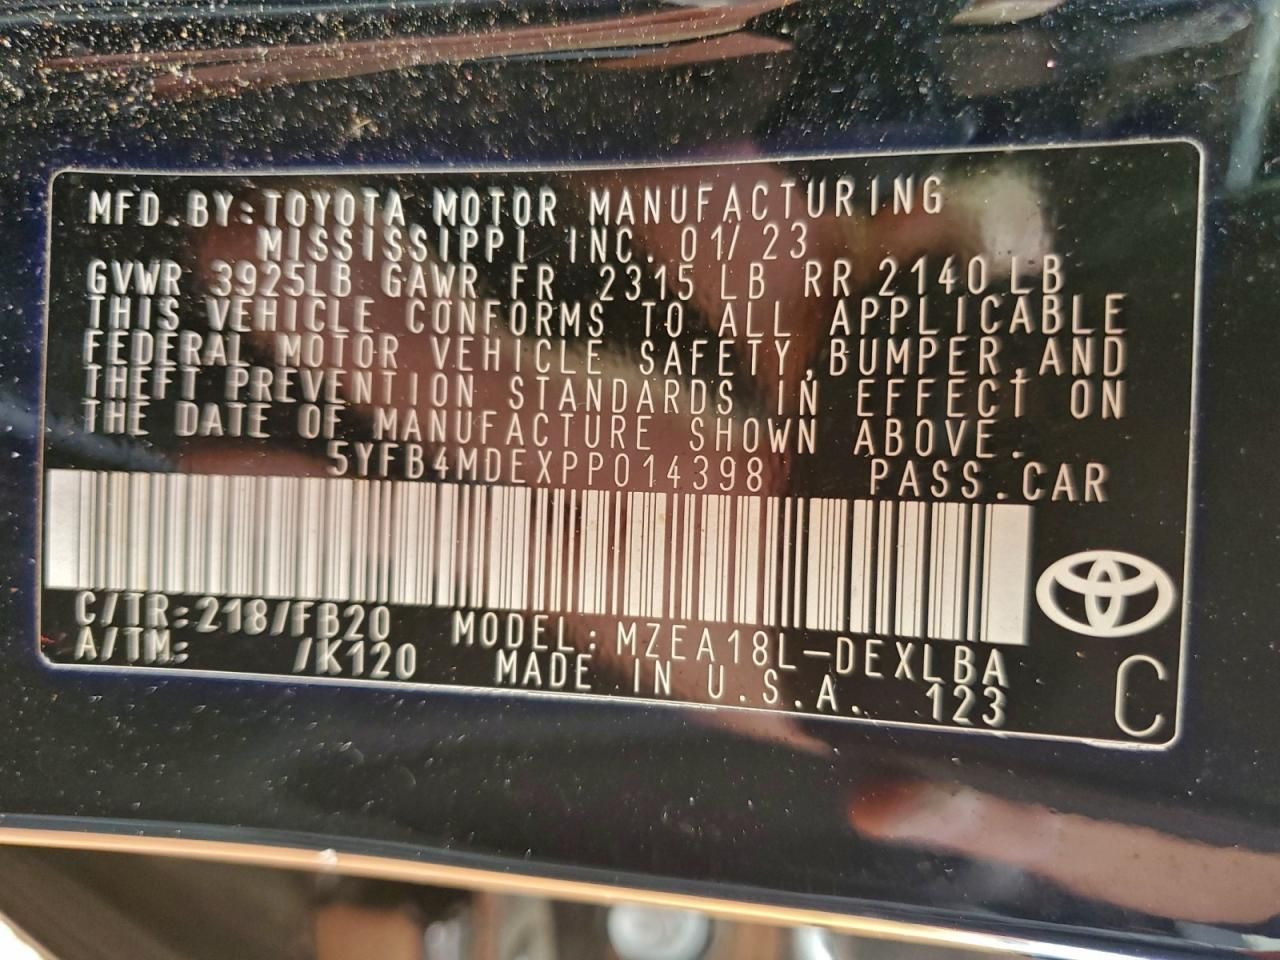 MFD.BY:TOYOTA MOTOR MANUFACTURING
MISSISSIPPI INC. 01/23
GVWR 3925LB GAWR FR 2315 LB RR 2140LB
THIS VEHICLE CONFORMS TO ALL APPLICABLE
FEDERAL MOTOR VEHICLE SAFETY,BUMPER,AND
THEFT PREVENTION STANDARDS IN EFFECT ON
THE DATE OF MANUFACTURE SHOWN ABOVE.
5YFB4MDEXPP014398 PASS.CAR
C/TR:218/FB20 MODEL:MZEA18L-DEXLBA
A/TM: /K120 MADE IN U.S.A. 123
C